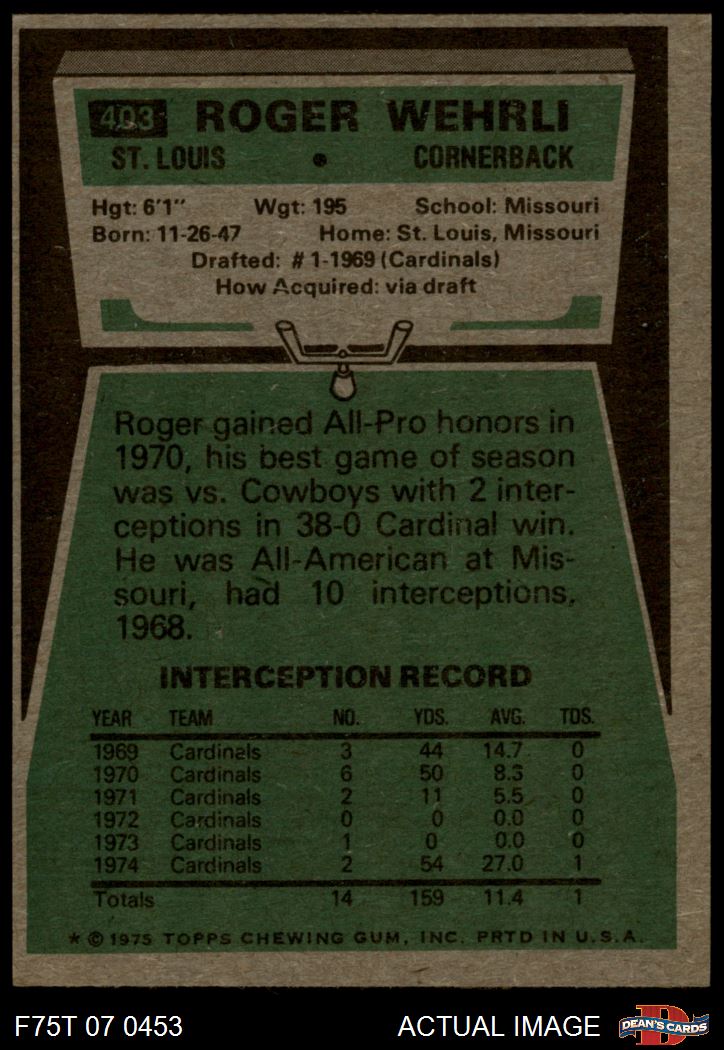 403 ROGER WEHRLI
ST. LOUIS • CORNERBACK
Hgt: 6'1" Wgt: 195 School: Missouri
Born: 11-26-47 Home: St. Louis, Missouri
Drafted: #1-1969 (Cardinals)
How Acquired: via draft
Roger gained All-Pro honors in
1970, his best game of season
was vs. Cowboys with 2 inter-
ceptions in 38-0 Cardinal win.
He was All-American at Mis-
souri, had 10 interceptions,
1968.
INTERCEPTION RECORD
YEAR TEAM NO. YDS. AVG. TDS.
1969 Cardinals 3 44 14.7 0
1970 Cardinals 6 50 8.3 0
1971 Cardinals 2 11 5.5 0
1972 Cardinals 0 0 0.0 0
1973 Cardinals 1 0 0.0 0
1974 Cardinals 2 54 27.0 1
Totals 14 159 11.4 1
* © 1975 TOPPS CHEWING GUM, INC. PRTD IN U.S.A.
F75T 07 0453 ACTUAL IMAGE D DEAN'S CARDS